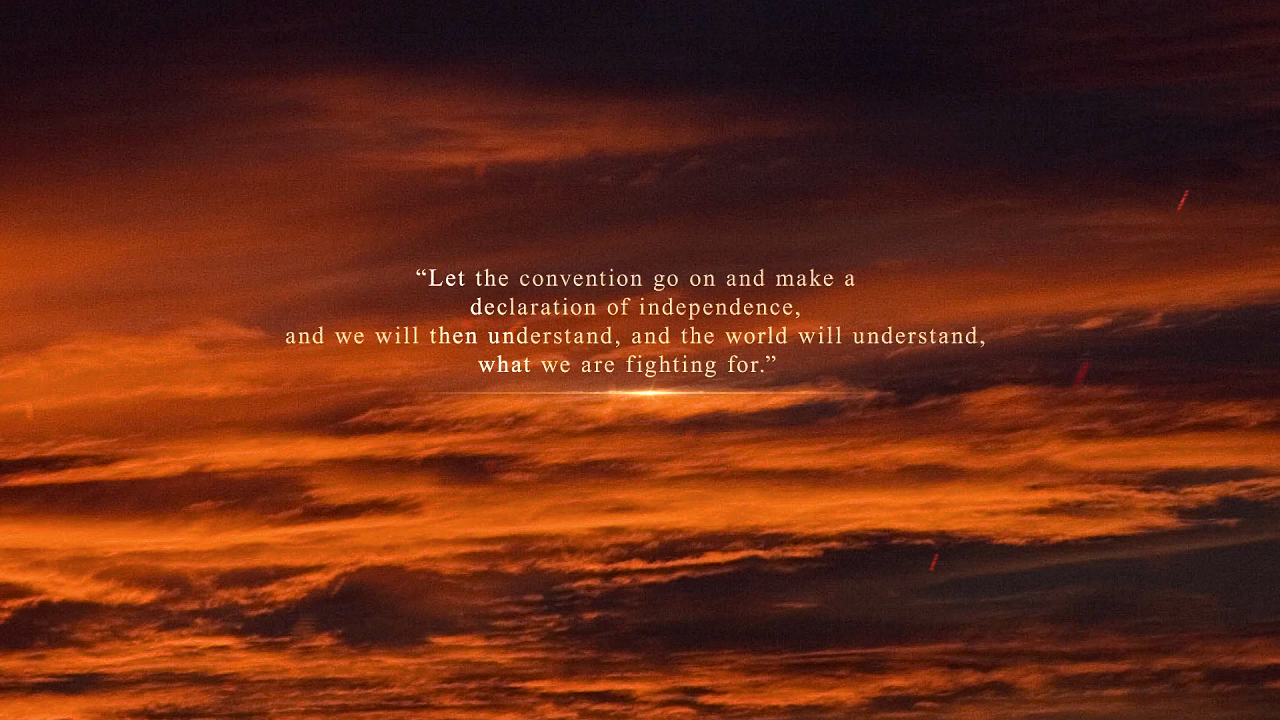 “Let the convention go on and make a
declaration of independence,
and we will then understand, and the world will understand,
what we are fighting for.”